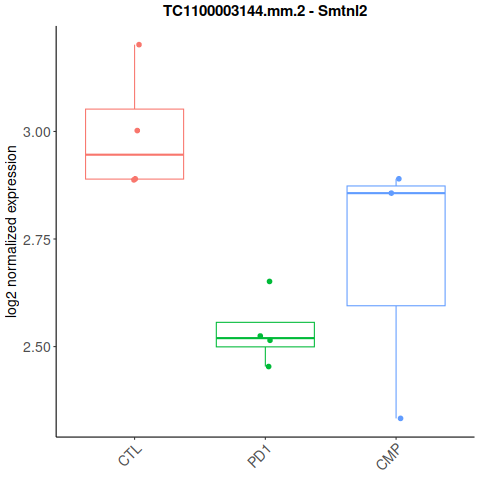 TC1100003144.mm.2 - Smtnl2
log2 normalized expression
3.00
2.75
2.50
CTL
PD1
CMP